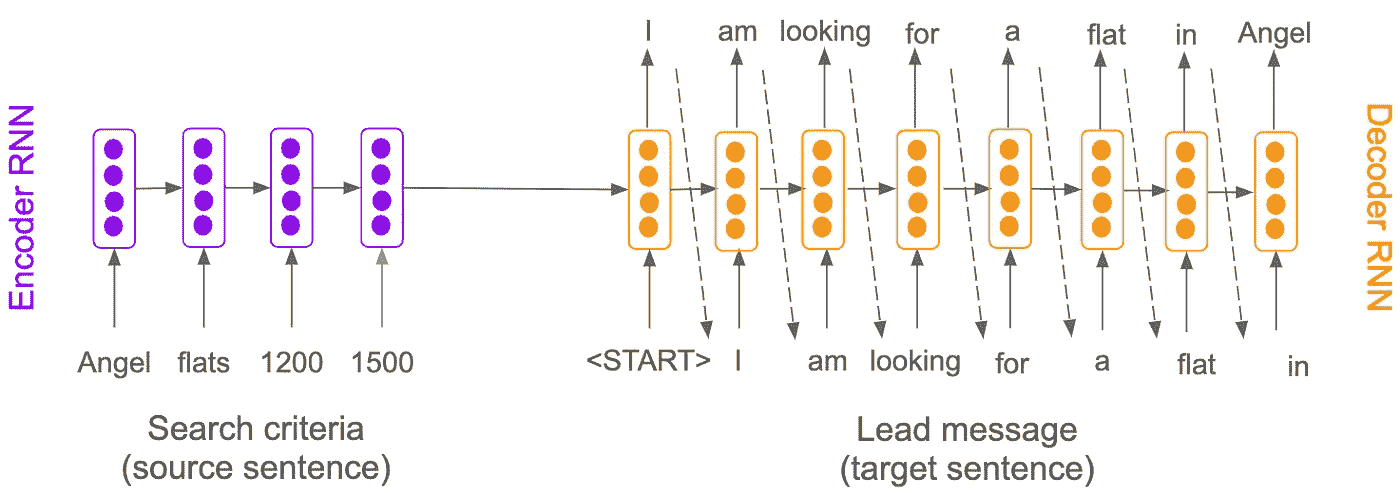 I am looking for a flat in Angel
Encoder RNN
Decoder RNN
Angel flats 1200 1500
<START> I am looking for a flat in
Search criteria
(source sentence)
Lead message
(target sentence)